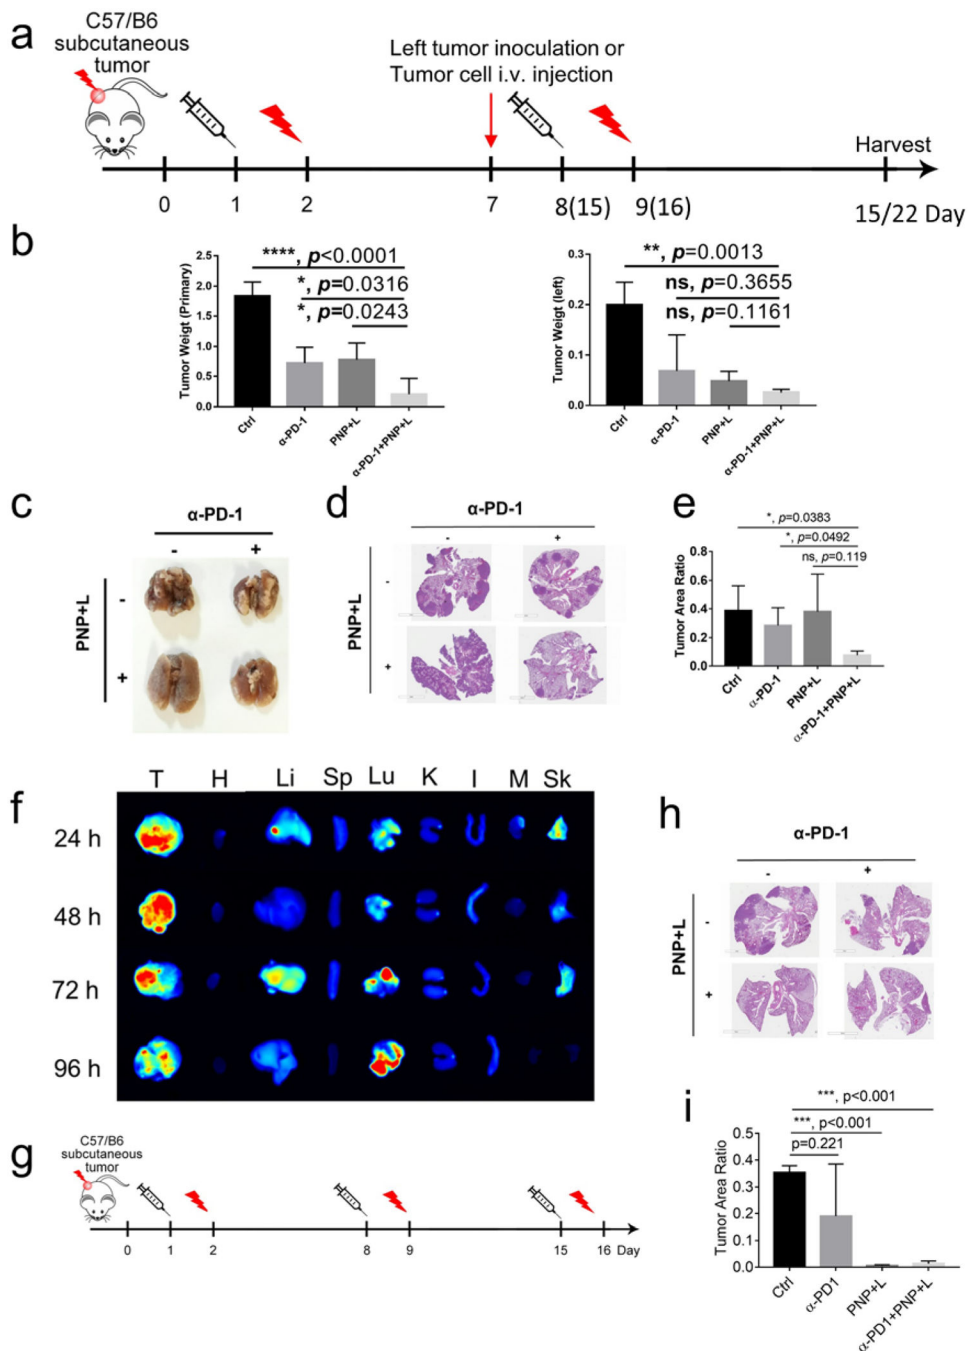 a
C57/B6
subcutaneous
tumor
Left tumor inoculation or
Tumor cell i.v. injection
Harvest
0 1 2 7 8(15) 9(16) 15/22 Day
b
Tumor Weigt (Primary)
2.5
2.0
1.5
1.0
0.5
0.0
****, p<0.0001
*, p=0.0316
*, p=0.0243
Ctrl α-PD-1 PNP+L α-PD-1+PNP+L
Tumor Weigt (left)
0.3
0.2
0.1
0.0
**, p=0.0013
ns, p=0.3655
ns, p=0.1161
Ctrl α-PD-1 PNP+L α-PD-1+PNP+L
c
α-PD-1
- +
PNP+L
-
+
d
α-PD-1
- +
PNP+L
-
+
e
Tumor Area Ratio
0.8
0.6
0.4
0.2
0.0
*, p=0.0383
*, p=0.0492
ns, p=0.119
Ctrl α-PD-1 PNP+L α-PD-1+PNP+L
f
T H Li Sp Lu K I M Sk
24 h
48 h
72 h
96 h
g
C57/B6
subcutaneous
tumor
0 1 2 8 9 15 16 Day
h
α-PD-1
- +
PNP+L
-
+
i
Tumor Area Ratio
0.5
0.4
0.3
0.2
0.1
0.0
***, p<0.001
***, p<0.001
p=0.221
Ctrl α-PD1 PNP+L α-PD1+PNP+L